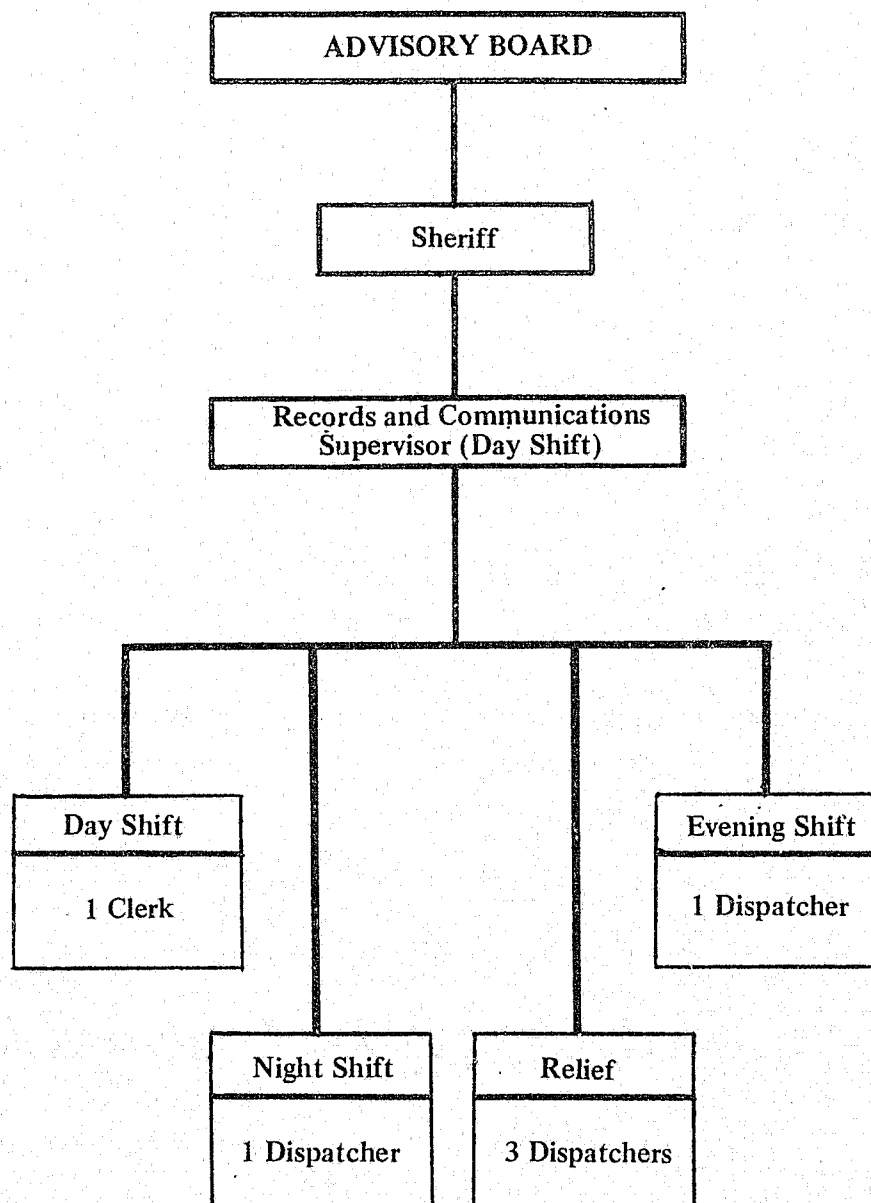 ADVISORY BOARD
Sheriff
Records and Communications
Supervisor (Day Shift)
Day Shift
1 Clerk
Evening Shift
1 Dispatcher
Night Shift
1 Dispatcher
Relief
3 Dispatchers